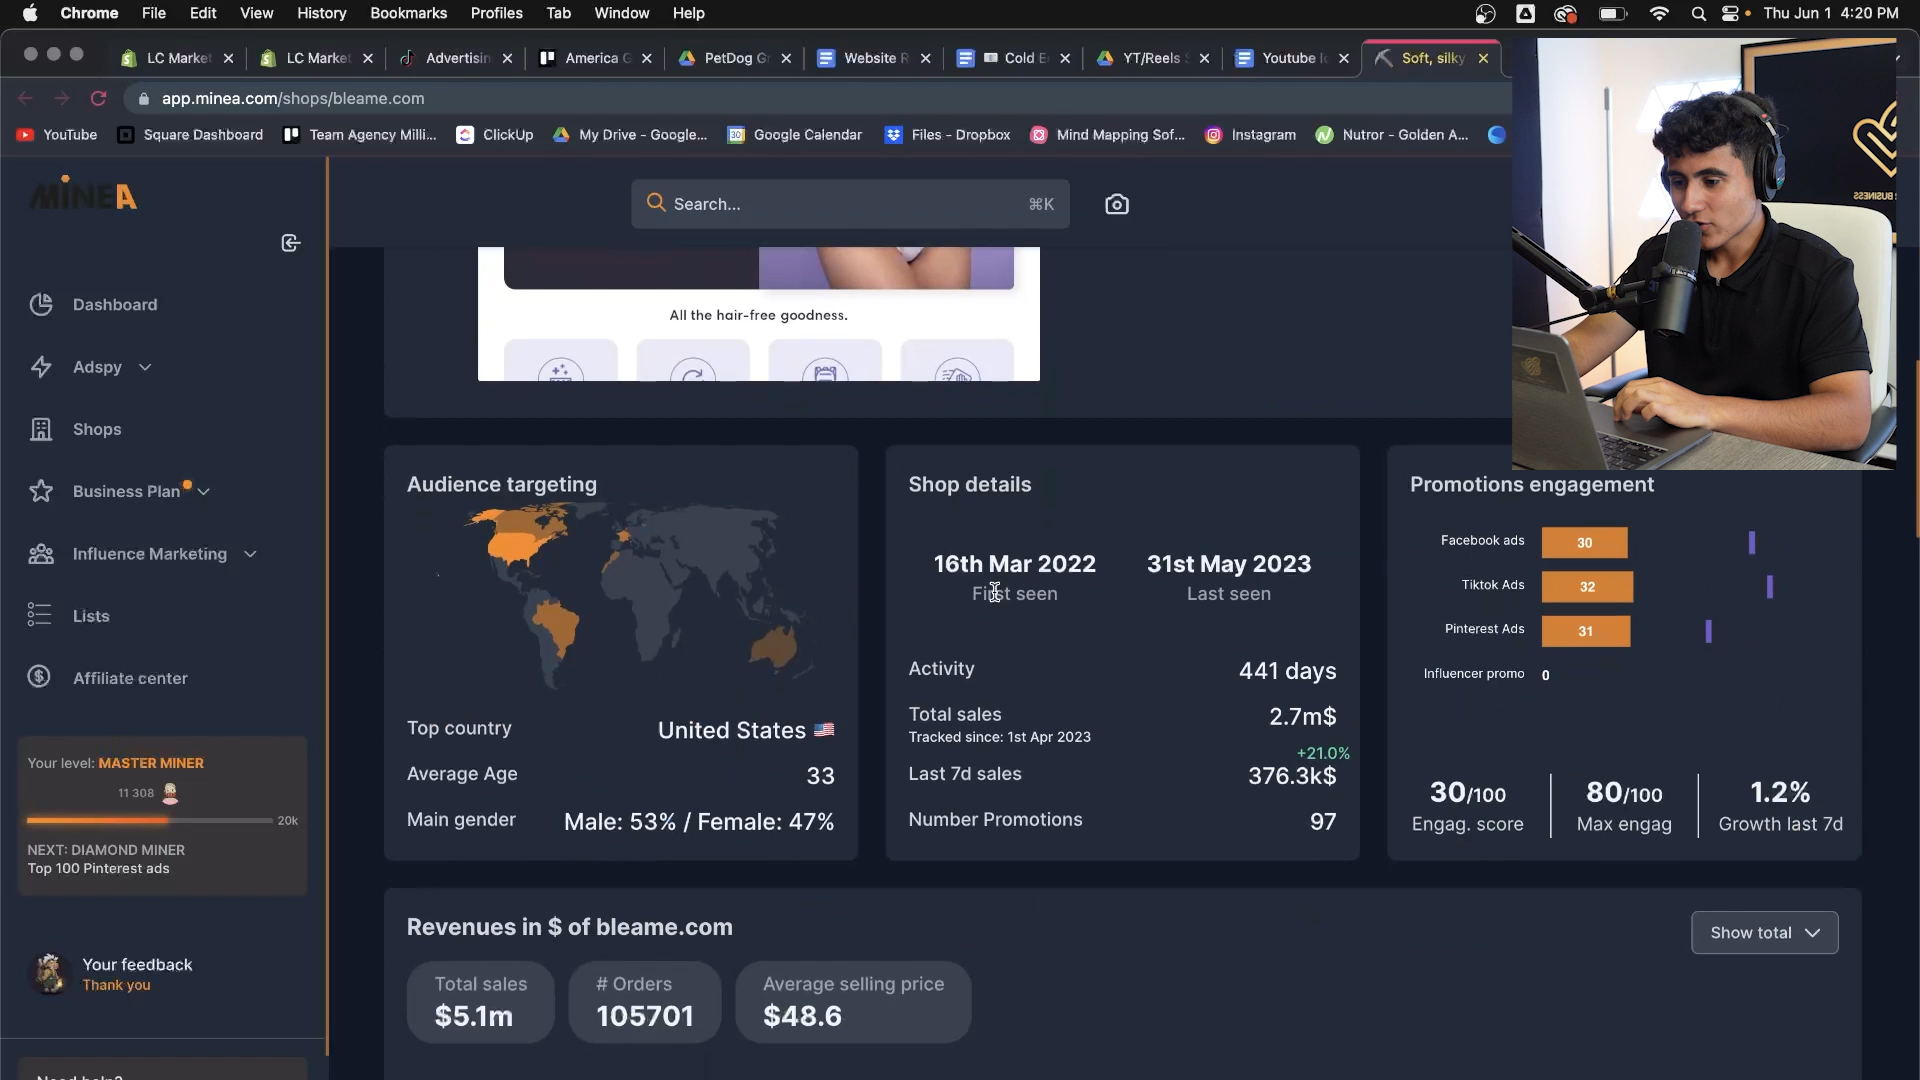 Chrome File Edit View History Bookmarks Profiles Tab Window Help Thu Jun 1 4:20 PM
LC Market LC Market Advertisin America G PetDog Gr Website R Cold E YT/Reels S Youtube Ic Soft, silky
app.minea.com/shops/bleame.com
YouTube Square Dashboard Team Agency Milli... ClickUp My Drive - Google... Google Calendar Files - Dropbox Mind Mapping Sof... Instagram Nutror - Golden A...
MINEA
Search... ⌘K
Dashboard
Adspy
Shops
Business Plan
Influence Marketing
Lists
Affiliate center
Your level: MASTER MINER
11 308
20k
NEXT: DIAMOND MINER
Top 100 Pinterest ads
Your feedback
Thank you
All the hair-free goodness.
Audience targeting
Top country United States
Average Age 33
Main gender Male: 53% / Female: 47%
Shop details
16th Mar 2022 31st May 2023
First seen Last seen
Activity 441 days
Total sales 2.7m$
Tracked since: 1st Apr 2023
+21.0%
Last 7d sales 376.3k$
Number Promotions 97
Promotions engagement
Facebook ads 30
Tiktok Ads 32
Pinterest Ads 31
Influencer promo 0
30/100 80/100 1.2%
Engag. score Max engag Growth last 7d
Revenues in $ of bleame.com
Show total
Total sales # Orders Average selling price
$5.1m 105701 $48.6
BUSINESS